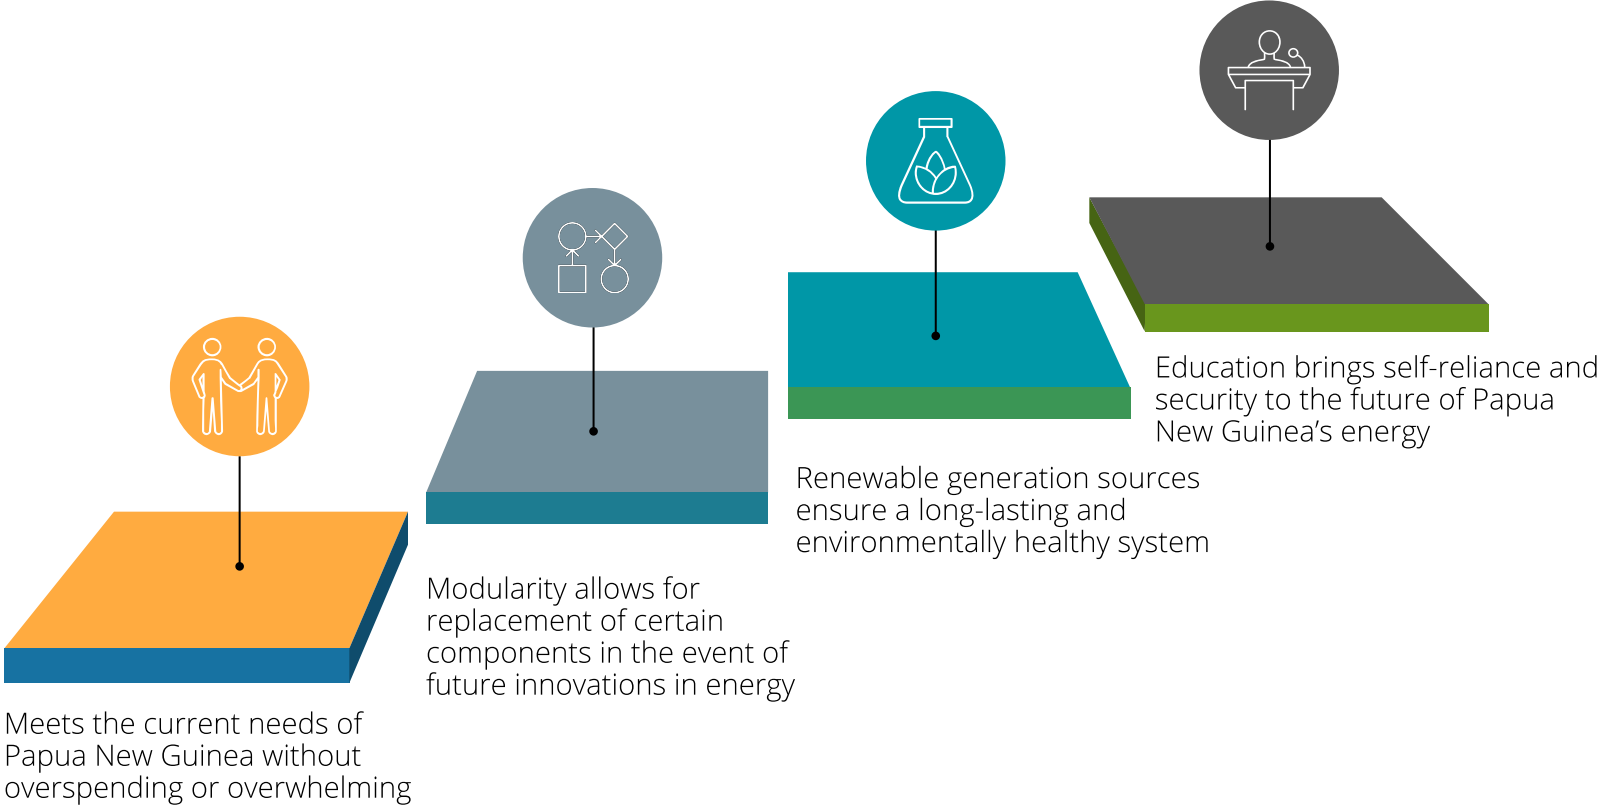 Meets the current needs of
Papua New Guinea without
overspending or overwhelming
Modularity allows for
replacement of certain
components in the event of
future innovations in energy
Renewable generation sources
ensure a long-lasting and
environmentally healthy system
Education brings self-reliance and
security to the future of Papua
New Guinea’s energy